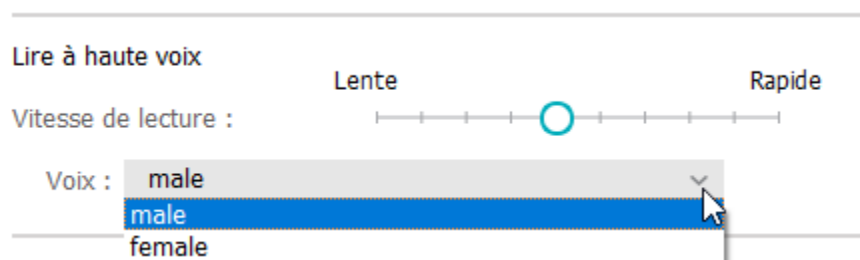 Lire à haute voix
Lente Rapide
Vitesse de lecture :
Voix : male
male
female